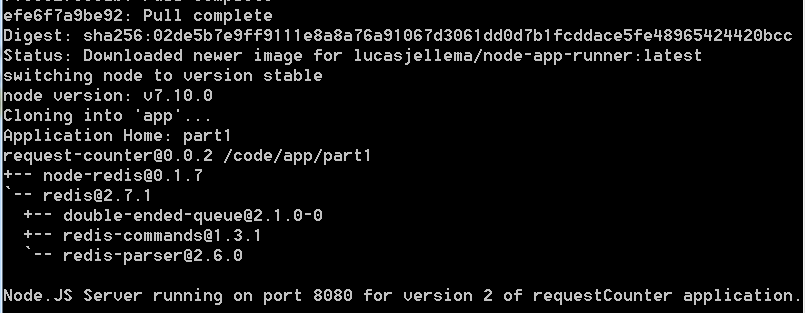 efe6f7a9be92: Pull complete
Digest: sha256:02de5b7e9ff9111e8a8a76a91067d3061dd0d7b1fcddace5fe48965424420bcc
Status: Downloaded newer image for lucasjellema/node-app-runner:latest
switching node to version stable
node version: v7.10.0
Cloning into 'app'...
Application Home: part1
request-counter@0.0.2 /code/app/part1
+-- node-redis@0.1.7
`-- redis@2.7.1
  +-- double-ended-queue@2.1.0-0
  +-- redis-commands@1.3.1
  `-- redis-parser@2.6.0

Node.JS Server running on port 8080 for version 2 of requestCounter application.